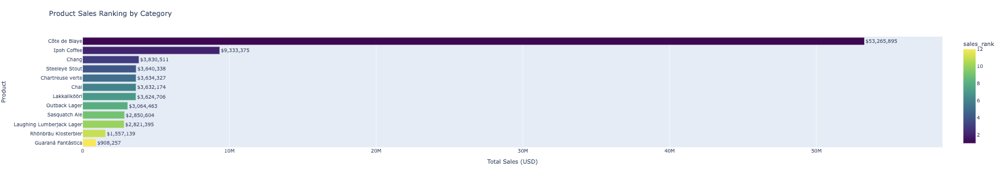 Product Sales Ranking by Category
Product
Côte de Blaye $53,265,895
Ipoh Coffee $9,333,375
Chang $3,830,511
Steeleye Stout $3,640,338
Chartreuse verte $3,634,327
Chai $3,632,174
Lakkalikööri $3,624,706
Outback Lager $3,064,463
Sasquatch Ale $2,850,604
Laughing Lumberjack Lager $2,821,395
Rhönbräu Klosterbier $1,557,139
Guaraná Fantástica $908,257
0 10M 20M 30M 40M 50M
Total Sales (USD)
sales_rank
12
10
8
6
4
2